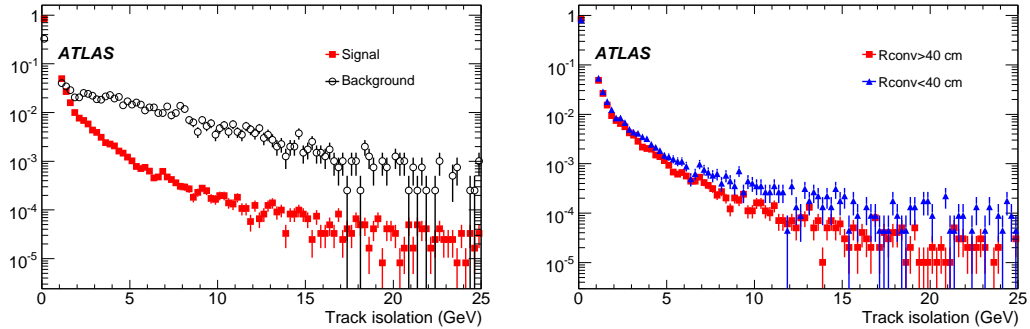 1
10⁻¹
10⁻²
10⁻³
10⁻⁴
10⁻⁵
ATLAS
Signal
Background
0 5 10 15 20 25
Track isolation (GeV)
1
10⁻¹
10⁻²
10⁻³
10⁻⁴
10⁻⁵
ATLAS
Rconv>40 cm
Rconv<40 cm
0 5 10 15 20 25
Track isolation (GeV)